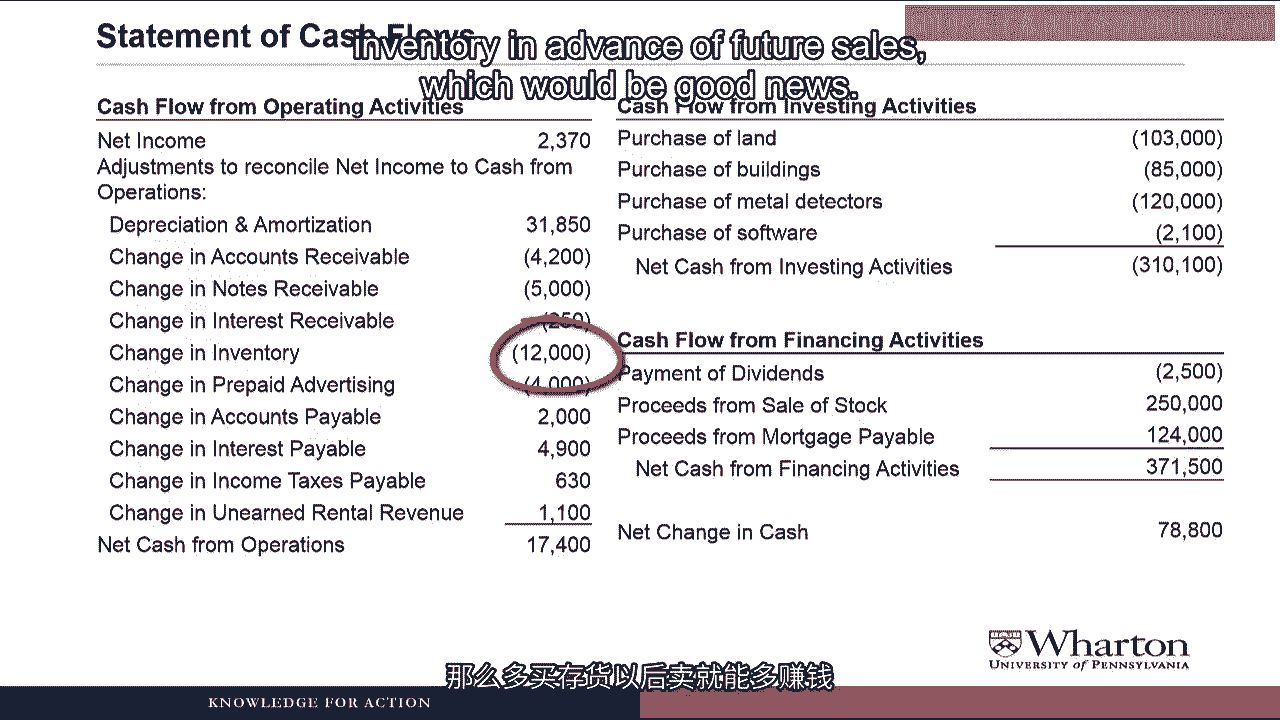 Statement of Cash Flows
inventory in advance of future sales,
which would be good news.
Cash Flow from Operating Activities
Net Income 2,370
Adjustments to reconcile Net Income to Cash from
Operations:
Depreciation & Amortization 31,850
Change in Accounts Receivable (4,200)
Change in Notes Receivable (5,000)
Change in Interest Receivable (250)
Change in Inventory (12,000)
Change in Prepaid Advertising (4,000)
Change in Accounts Payable 2,000
Change in Interest Payable 4,900
Change in Income Taxes Payable 630
Change in Unearned Rental Revenue 1,100
Net Cash from Operations 17,400
Cash Flow from Investing Activities
Purchase of land (103,000)
Purchase of buildings (85,000)
Purchase of metal detectors (120,000)
Purchase of software (2,100)
Net Cash from Investing Activities (310,100)
Cash Flow from Financing Activities
Payment of Dividends (2,500)
Proceeds from Sale of Stock 250,000
Proceeds from Mortgage Payable 124,000
Net Cash from Financing Activities 371,500
Net Change in Cash 78,800
Wharton
UNIVERSITY of PENNSYLVANIA
那么多买存货以后卖就能多赚钱
KNOWLEDGE FOR ACTION